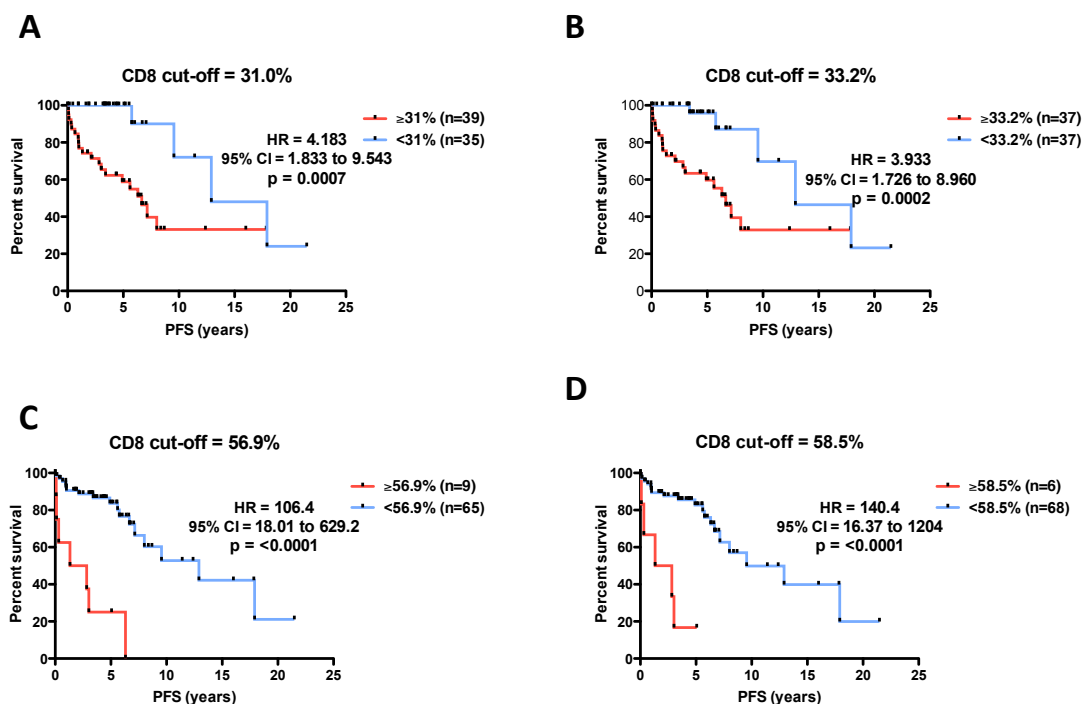 A
CD8 cut-off = 31.0%
Percent survival
100
80
60
40
20
0
0 5 10 15 20 25
PFS (years)
≥31% (n=39)
<31% (n=35)
HR = 4.183
95% CI = 1.833 to 9.543
p = 0.0007
B
CD8 cut-off = 33.2%
Percent survival
100
80
60
40
20
0
0 5 10 15 20 25
PFS (years)
≥33.2% (n=37)
<33.2% (n=37)
HR = 3.933
95% CI = 1.726 to 8.960
p = 0.0002
C
CD8 cut-off = 56.9%
Percent survival
100
80
60
40
20
0
0 5 10 15 20 25
PFS (years)
≥56.9% (n=9)
<56.9% (n=65)
HR = 106.4
95% CI = 18.01 to 629.2
p = <0.0001
D
CD8 cut-off = 58.5%
Percent survival
100
80
60
40
20
0
0 5 10 15 20 25
PFS (years)
≥58.5% (n=6)
<58.5% (n=68)
HR = 140.4
95% CI = 16.37 to 1204
p = <0.0001